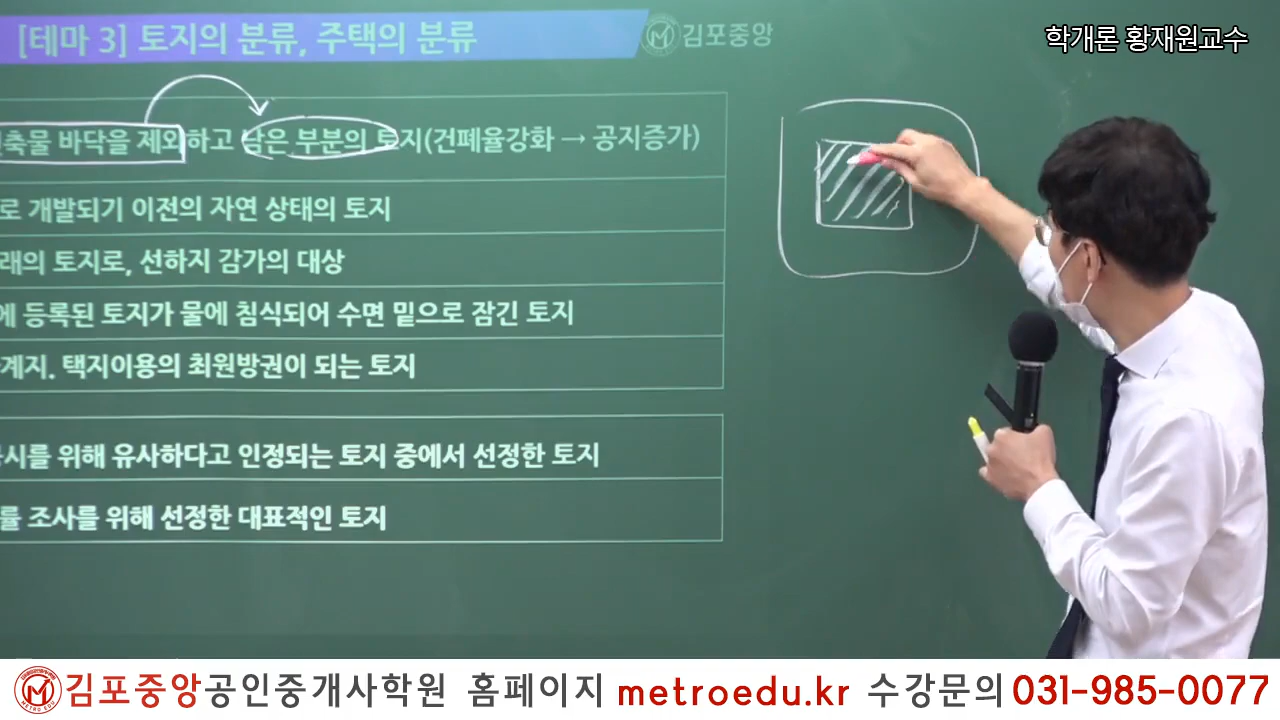 [테마 3] 토지의 분류, 주택의 분류
김포중앙
학개론 황재원교수
축물 바닥을 제외하고 남은 부분의 토지(건폐율강화 → 공지증가)
로 개발되기 이전의 자연 상태의 토지
래의 토지로, 선하지 감가의 대상
에 등록된 토지가 물에 침식되어 수면 밑으로 잠긴 토지
계지. 택지이용의 최원방권이 되는 토지
시를 위해 유사하다고 인정되는 토지 중에서 선정한 토지
률 조사를 위해 선정한 대표적인 토지
METRO EDU
김포중앙공인중개사학원 홈페이지 metroedu.kr 수강문의 031-985-0077